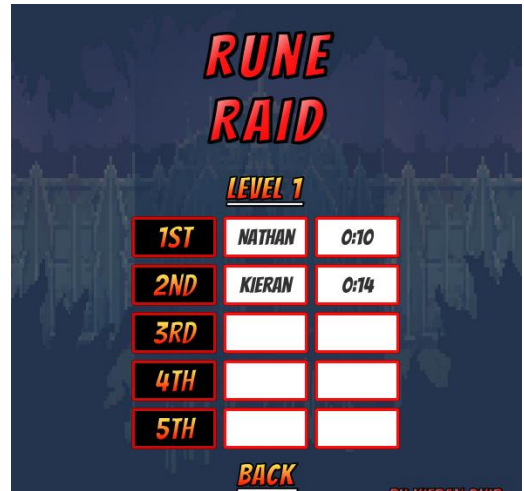 RUNE
RAID
LEVEL 1
1ST NATHAN 0:10
2ND KIERAN 0:14
3RD
4TH
5TH
BACK